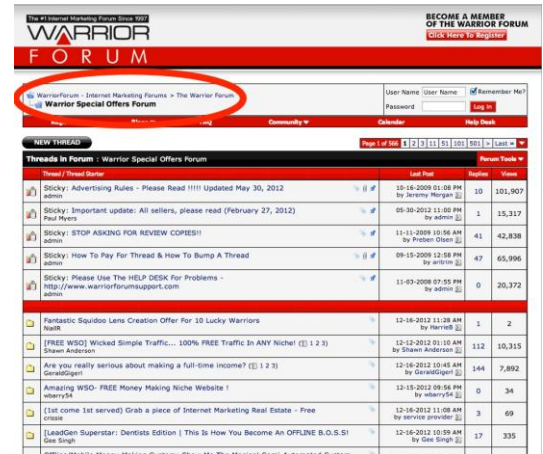 The #1 Internet Marketing Forum Since 1997
WARRIOR
FORUM
BECOME A MEMBER
OF THE WARRIOR FORUM
Click Here To Register
WarriorForum - Internet Marketing Forums > The Warrior Forum
Warrior Special Offers Forum
User Name User Name Remember Me?
Password Log In
FAQ Community Calendar Help Desk
NEW THREAD
Page 1 of 566 1 2 3 11 51 101 501 > Last »
Threads in Forum : Warrior Special Offers Forum Forum Tools
Thread / Thread Starter Last Post Replies Views
Sticky: Advertising Rules - Please Read !!!!! Updated May 30, 2012 10-16-2009 01:08 PM 10 101,907
admin by Jeremy Morgan
Sticky: Important update: All sellers, please read (February 27, 2012) 05-30-2012 11:00 PM 1 15,317
Paul Myers by admin
Sticky: STOP ASKING FOR REVIEW COPIES!! 11-11-2009 10:56 AM 41 42,838
admin by Preben Olsen
Sticky: How To Pay For Thread & How To Bump A Thread 09-15-2009 12:58 PM 47 65,996
admin by aritrim
Sticky: Please Use The HELP DESK For Problems -
http://www.warriorforumsupport.com 11-03-2008 07:55 PM 0 20,372
admin by admin
Fantastic Squidoo Lens Creation Offer For 10 Lucky Warriors 12-16-2012 11:28 AM 1 2
NiallR by HarrieB
[FREE WSO] Wicked Simple Traffic... 100% FREE Traffic In ANY Niche! (1 2 3) 12-12-2012 01:10 AM 112 10,315
Shawn Anderson by Shawn Anderson
Are you really serious about making a full-time income? (1 2 3) 12-16-2012 10:45 AM 144 7,892
GeraldGigerl by GeraldGigerl
Amazing WSO- FREE Money Making Niche Website ! 12-15-2012 09:56 PM 0 34
wbarry54 by wbarry54
(1st come 1st served) Grab a piece of Internet Marketing Real Estate - Free 12-16-2012 11:08 AM 3 69
crissie by service provider
[LeadGen Superstar: Dentists Edition | This Is How You Become An OFFLINE B.O.S.S! 12-16-2012 10:59 AM 17 335
Gee Singh by Gee Singh